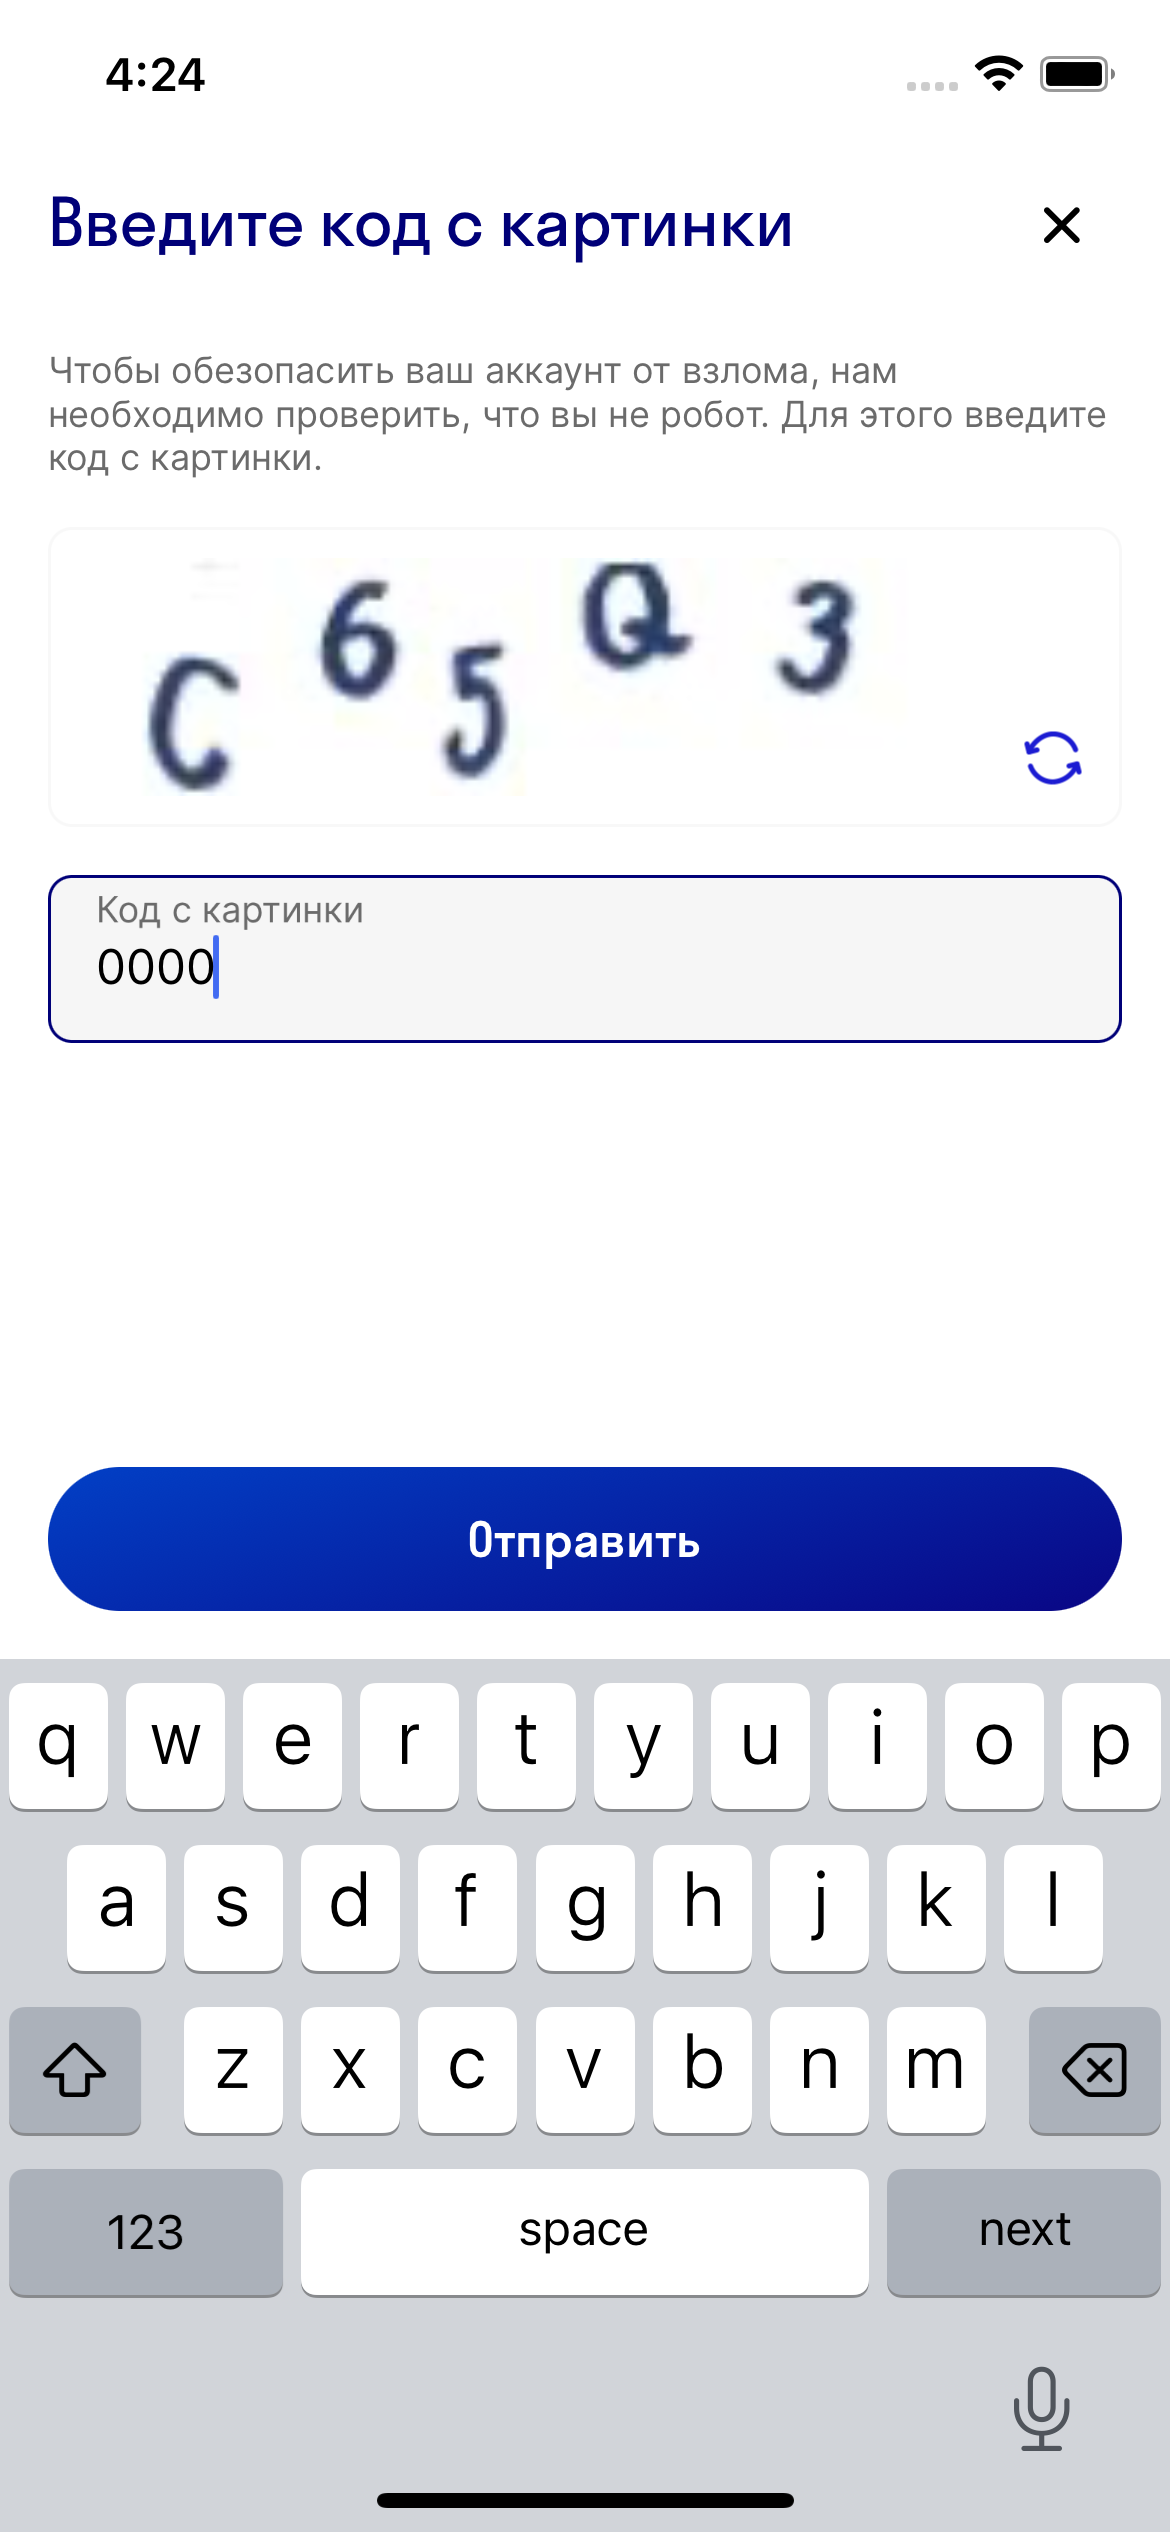 4:24
Введите код с картинки
Чтобы обезопасить ваш аккаунт от взлома, нам
необходимо проверить, что вы не робот. Для этого введите
код с картинки.
C 6 5 Q 3
Код с картинки
0000
Отправить
q w e r t y u i o p
a s d f g h j k l
z x c v b n m
123 space next